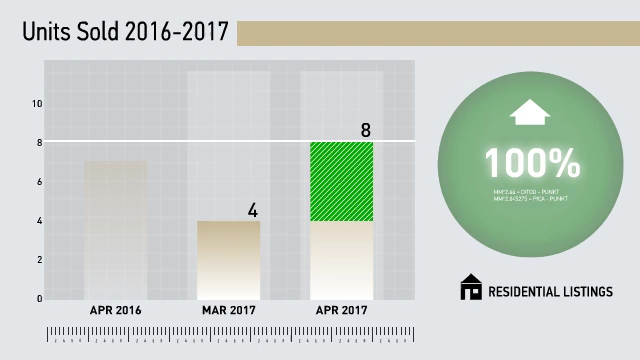 Units Sold 2016-2017
10
8
8
100%
6
4
4
2
0
APR 2016
MAR 2017
APR 2017
RESIDENTIAL LISTINGS